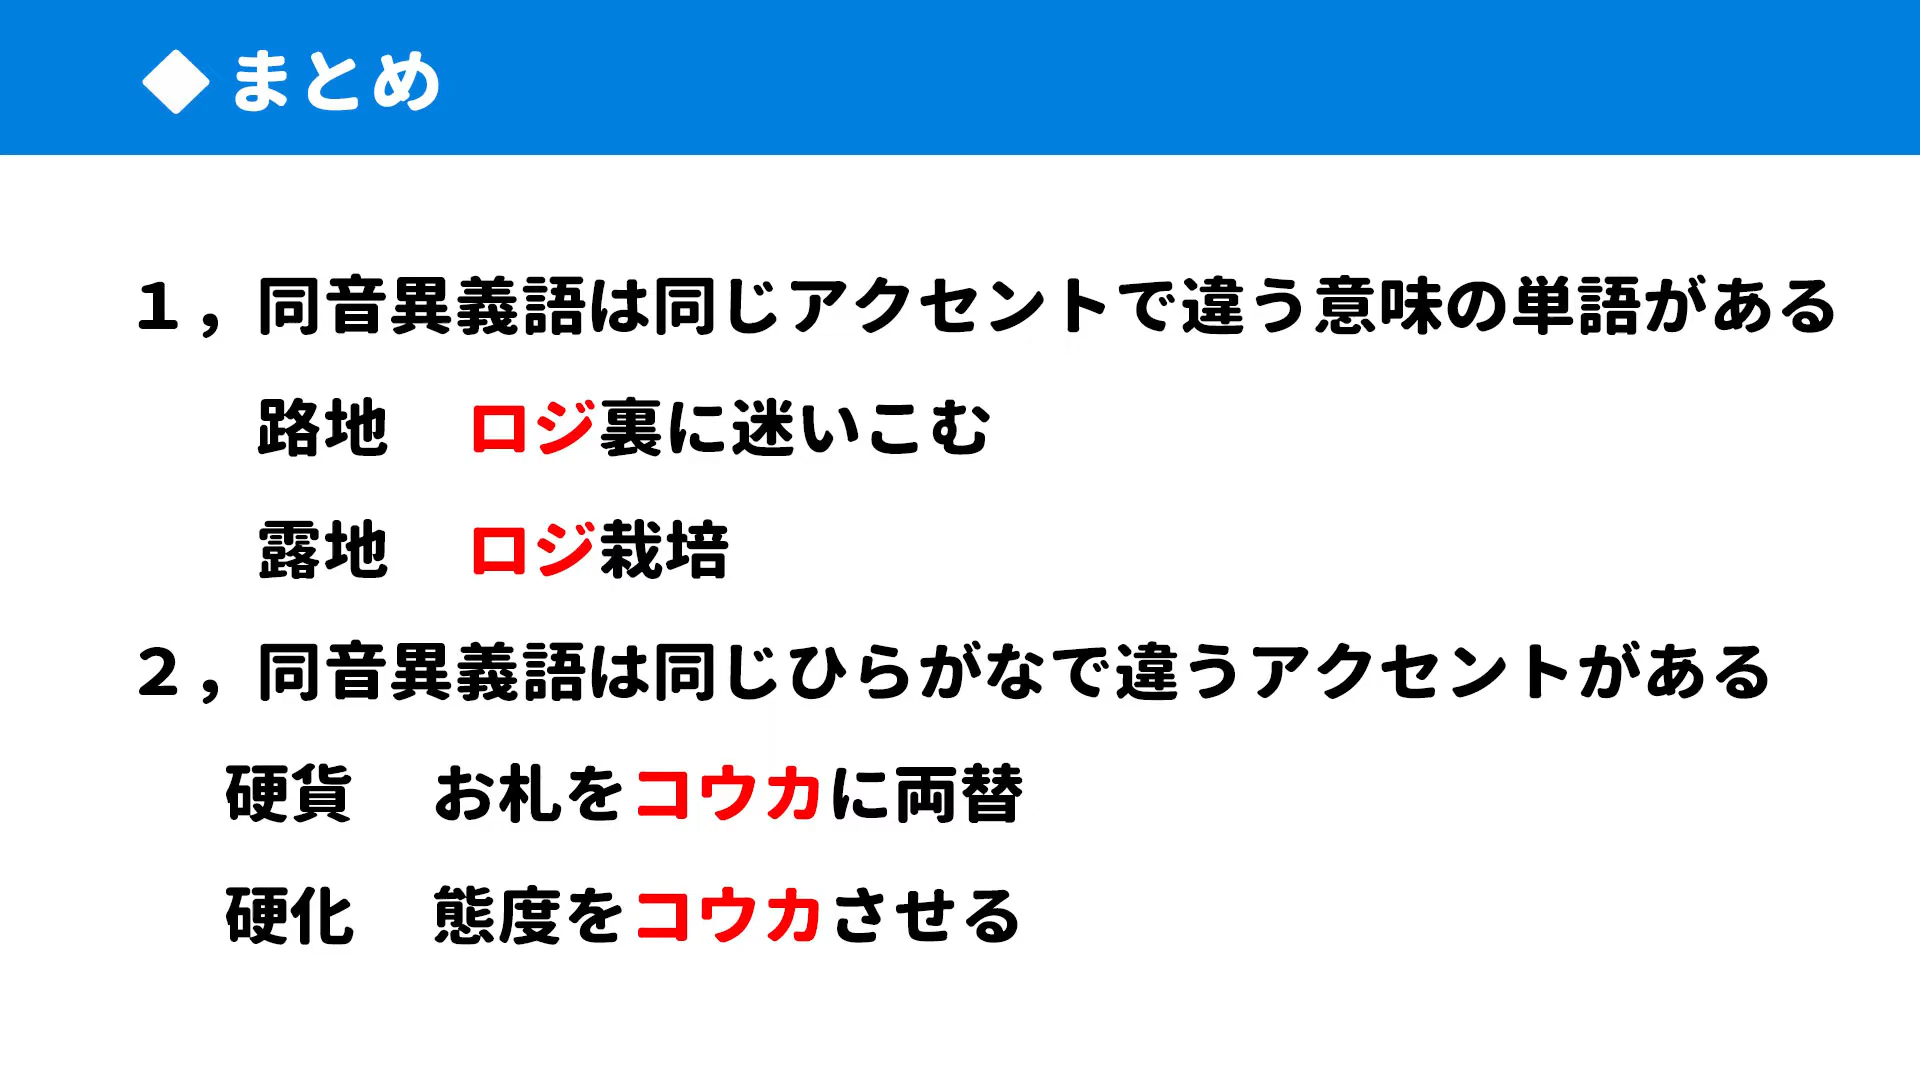 ◆まとめ
１，同音異義語は同じアクセントで違う意味の単語がある
路地　ロジ裏に迷いこむ
露地　ロジ栽培
２，同音異義語は同じひらがなで違うアクセントがある
硬貨　お札をコウカに両替
硬化　態度をコウカさせる